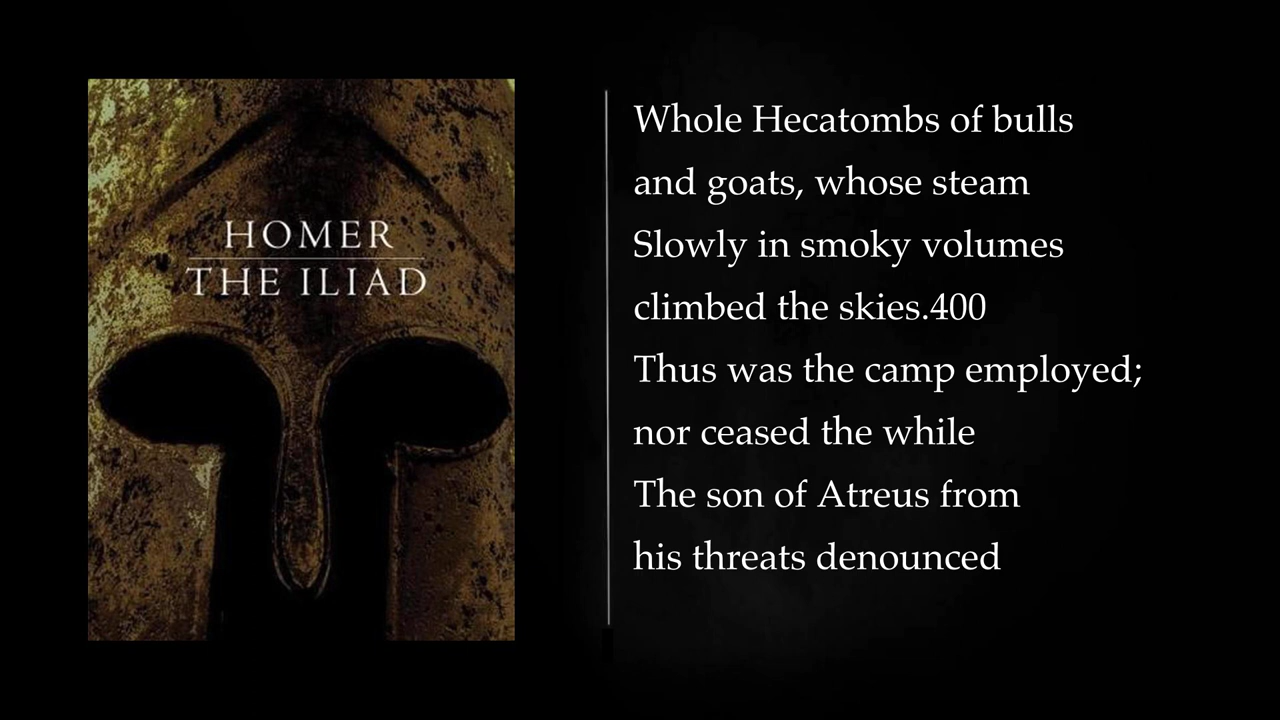 HOMER
THE ILIAD
Whole Hecatombs of bulls
and goats, whose steam
Slowly in smoky volumes
climbed the skies.400
Thus was the camp employed;
nor ceased the while
The son of Atreus from
his threats denounced